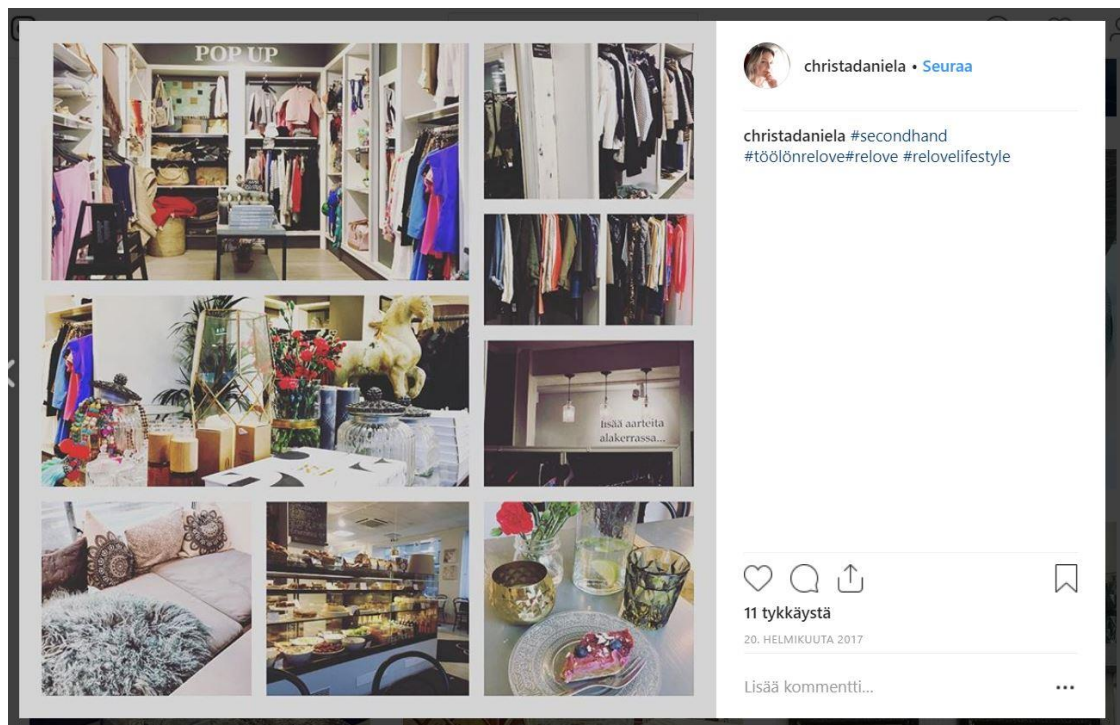 POP UP
lisää aarteita
alakerrassa...
christadaniela • Seuraa
christadaniela #secondhand
#töölönrelove#relove #relovelifestyle
11 tykkäystä
20. HELMIKUUTA 2017
Lisää kommentti...